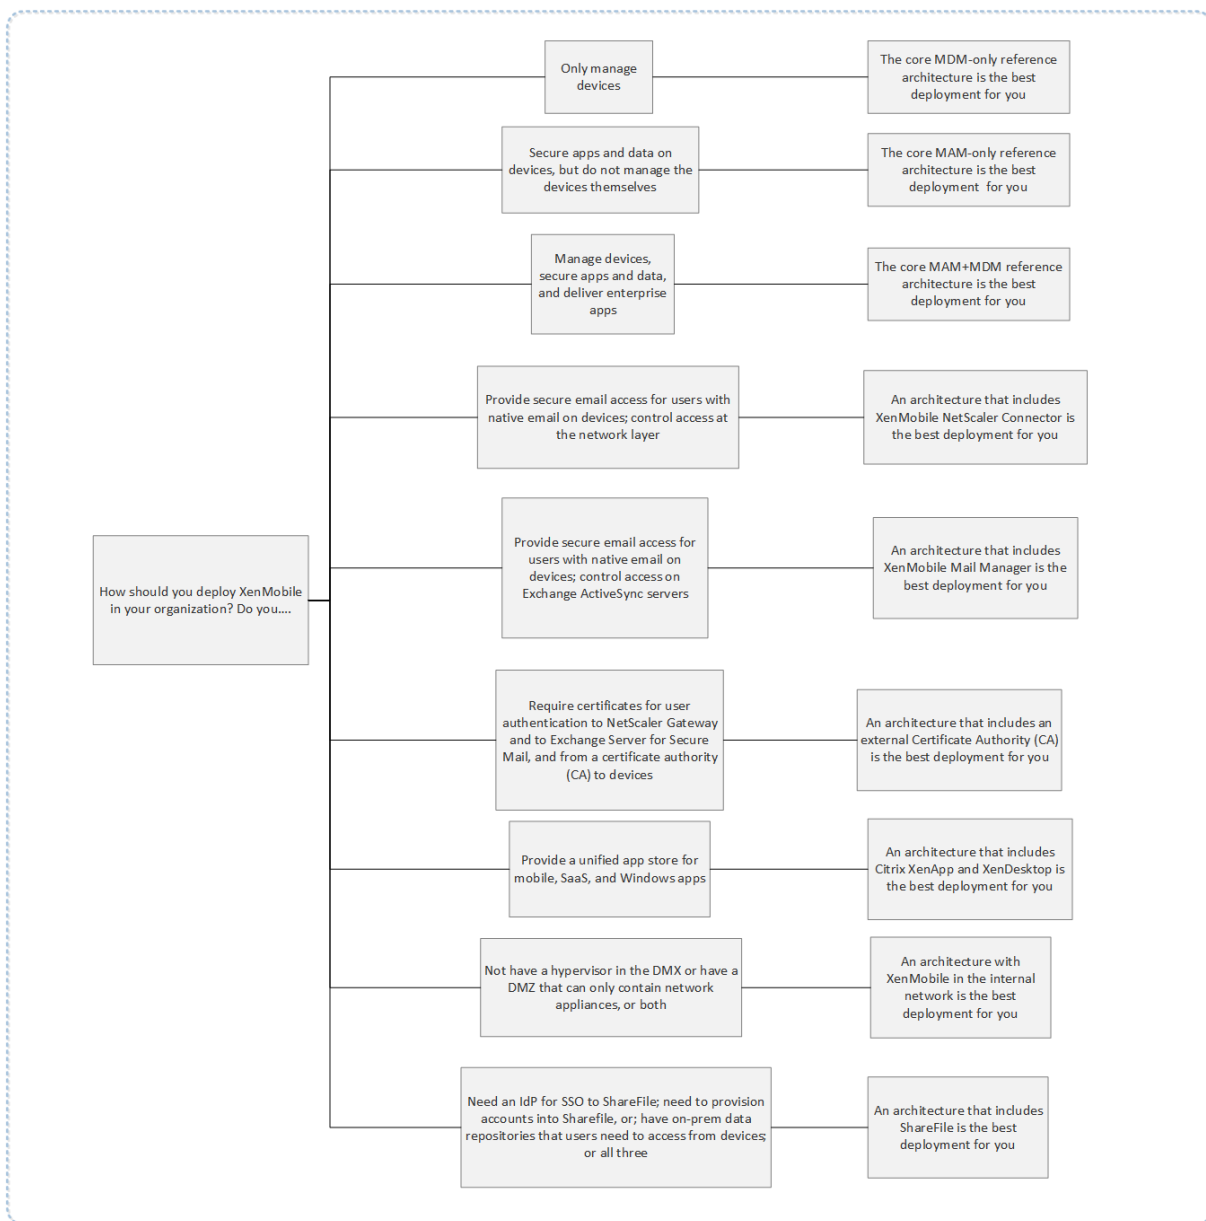 Only manage
devices
The core MDM-only reference
architecture is the best
deployment for you
Secure apps and data on
devices, but do not manage the
devices themselves
The core MAM-only reference
architecture is the best
deployment  for you
Manage devices,
secure apps and data,
and deliver enterprise
apps
The core MAM+MDM reference
architecture is the best
deployment for you
Provide secure email access for users with
native email on devices; control access at
the network layer
An architecture that includes
XenMobile NetScaler Connector is
the best deployment for you
How should you deploy XenMobile
in your organization? Do you....
Provide secure email access for
users with native email on
devices; control access on
Exchange ActiveSync servers
An architecture that includes
XenMobile Mail Manager is the
best deployment for you
Require certificates for user
authentication to NetScaler Gateway
and to Exchange Server for Secure
Mail, and from a certificate authority
(CA) to devices
An architecture that includes an
external Certificate Authority (CA)
is the best deployment for you
Provide a unified app store for
mobile, SaaS, and Windows apps
An architecture that includes
Citrix XenApp and XenDesktop is
the best deployment for you
Not have a hypervisor in the DMX or have a
DMZ that can only contain network
appliances, or both
An architecture with
XenMobile in the internal
network is the best
deployment for you
Need an IdP for SSO to ShareFile; need to provision
accounts into Sharefile, or; have on-prem data
repositories that users need to access from devices;
or all three
An architecture that includes
ShareFile is the best
deployment for you